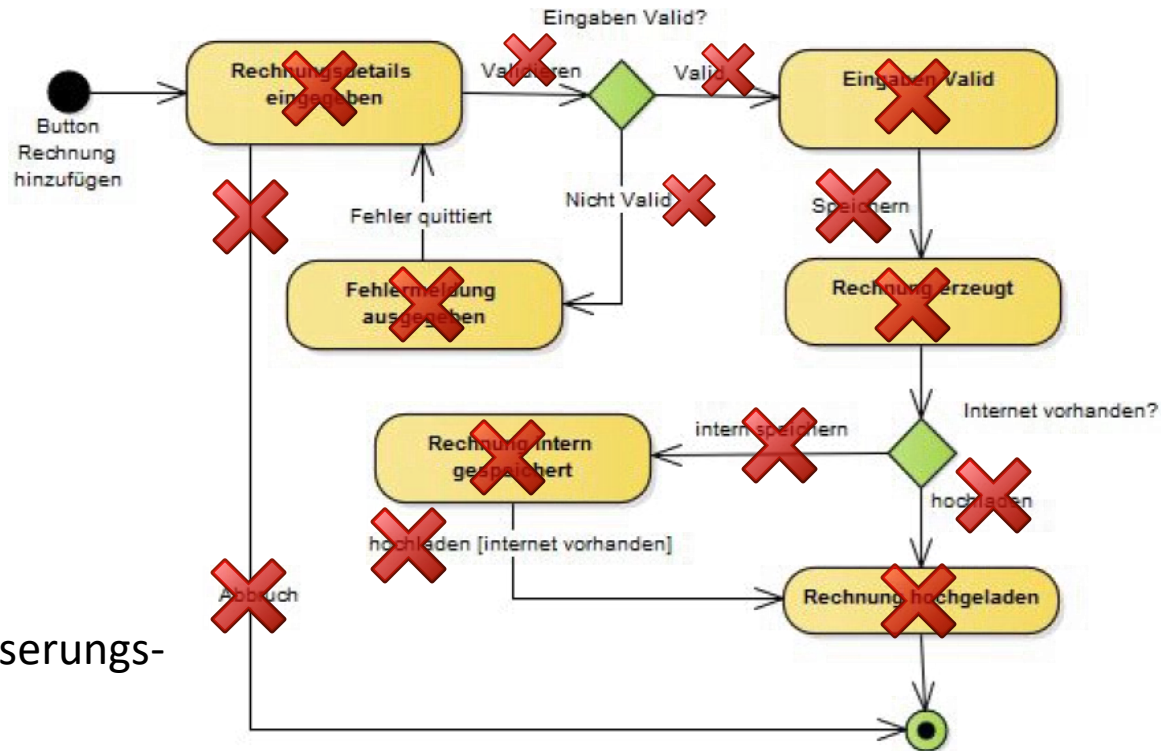 Eingaben Valid?
Rechnungsdetails
eingegeben
Validieren
Valid
Eingaben Valid
Button
Rechnung
hinzufügen
Fehler quittiert
Nicht Valid
Speichern
Fehlermeldung
ausgegeben
Rechnung erzeugt
Internet vorhanden?
Rechnung intern
gespeichert
intern speichern
hochladen
hochladen [internet vorhanden]
Rechnung hochgeladen
Abbruch
serungs-